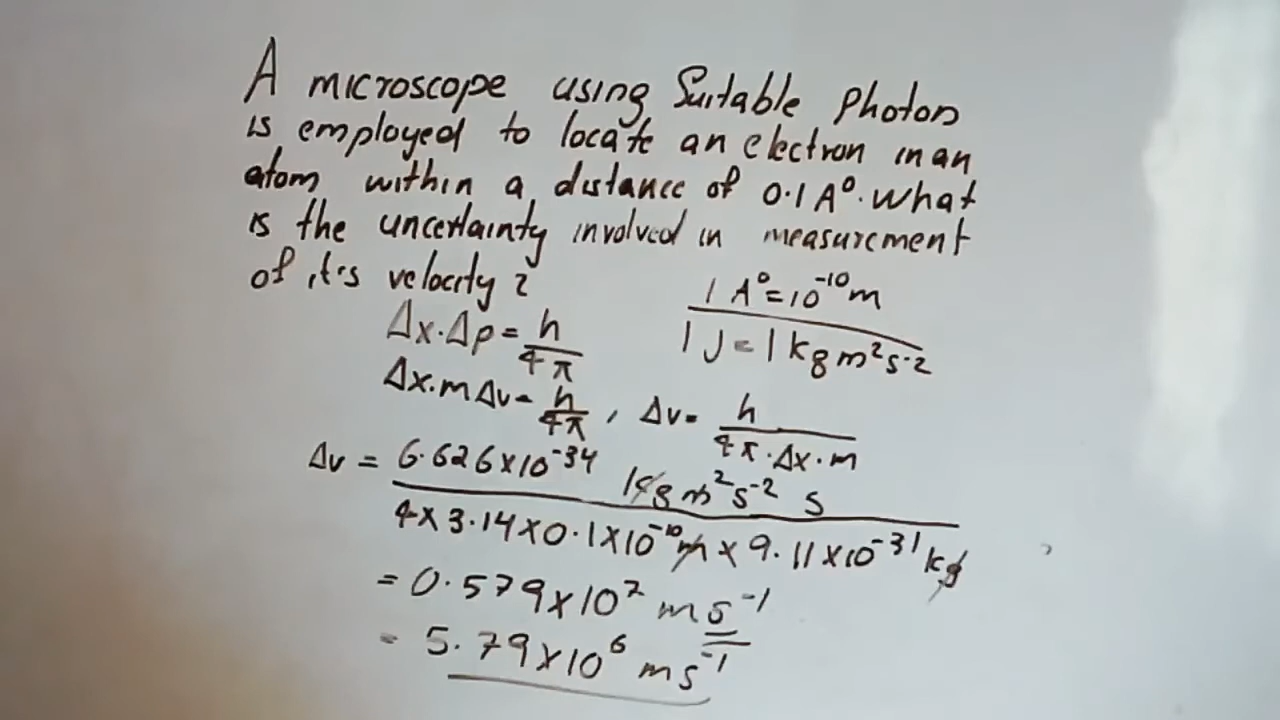 A microscope using Suitable Photon
is employed to locate an electron in an
atom within a distance of 0.1 A°. What
is the uncertainty involved in measurement
of it's velocity?
1 A° = 10⁻¹⁰ m
1 J = 1 kg m² s⁻²
Δx.Δp = h/4π
Δx.mΔv = h/4π , Δv = h/4π.Δx.m
Δv = 6.626×10⁻³⁴ kg m² s⁻² s
4×3.14×0.1×10⁻¹⁰ m × 9.11×10⁻³¹ kg
= 0.579×10⁷ m s⁻¹
= 5.79×10⁶ m s⁻¹